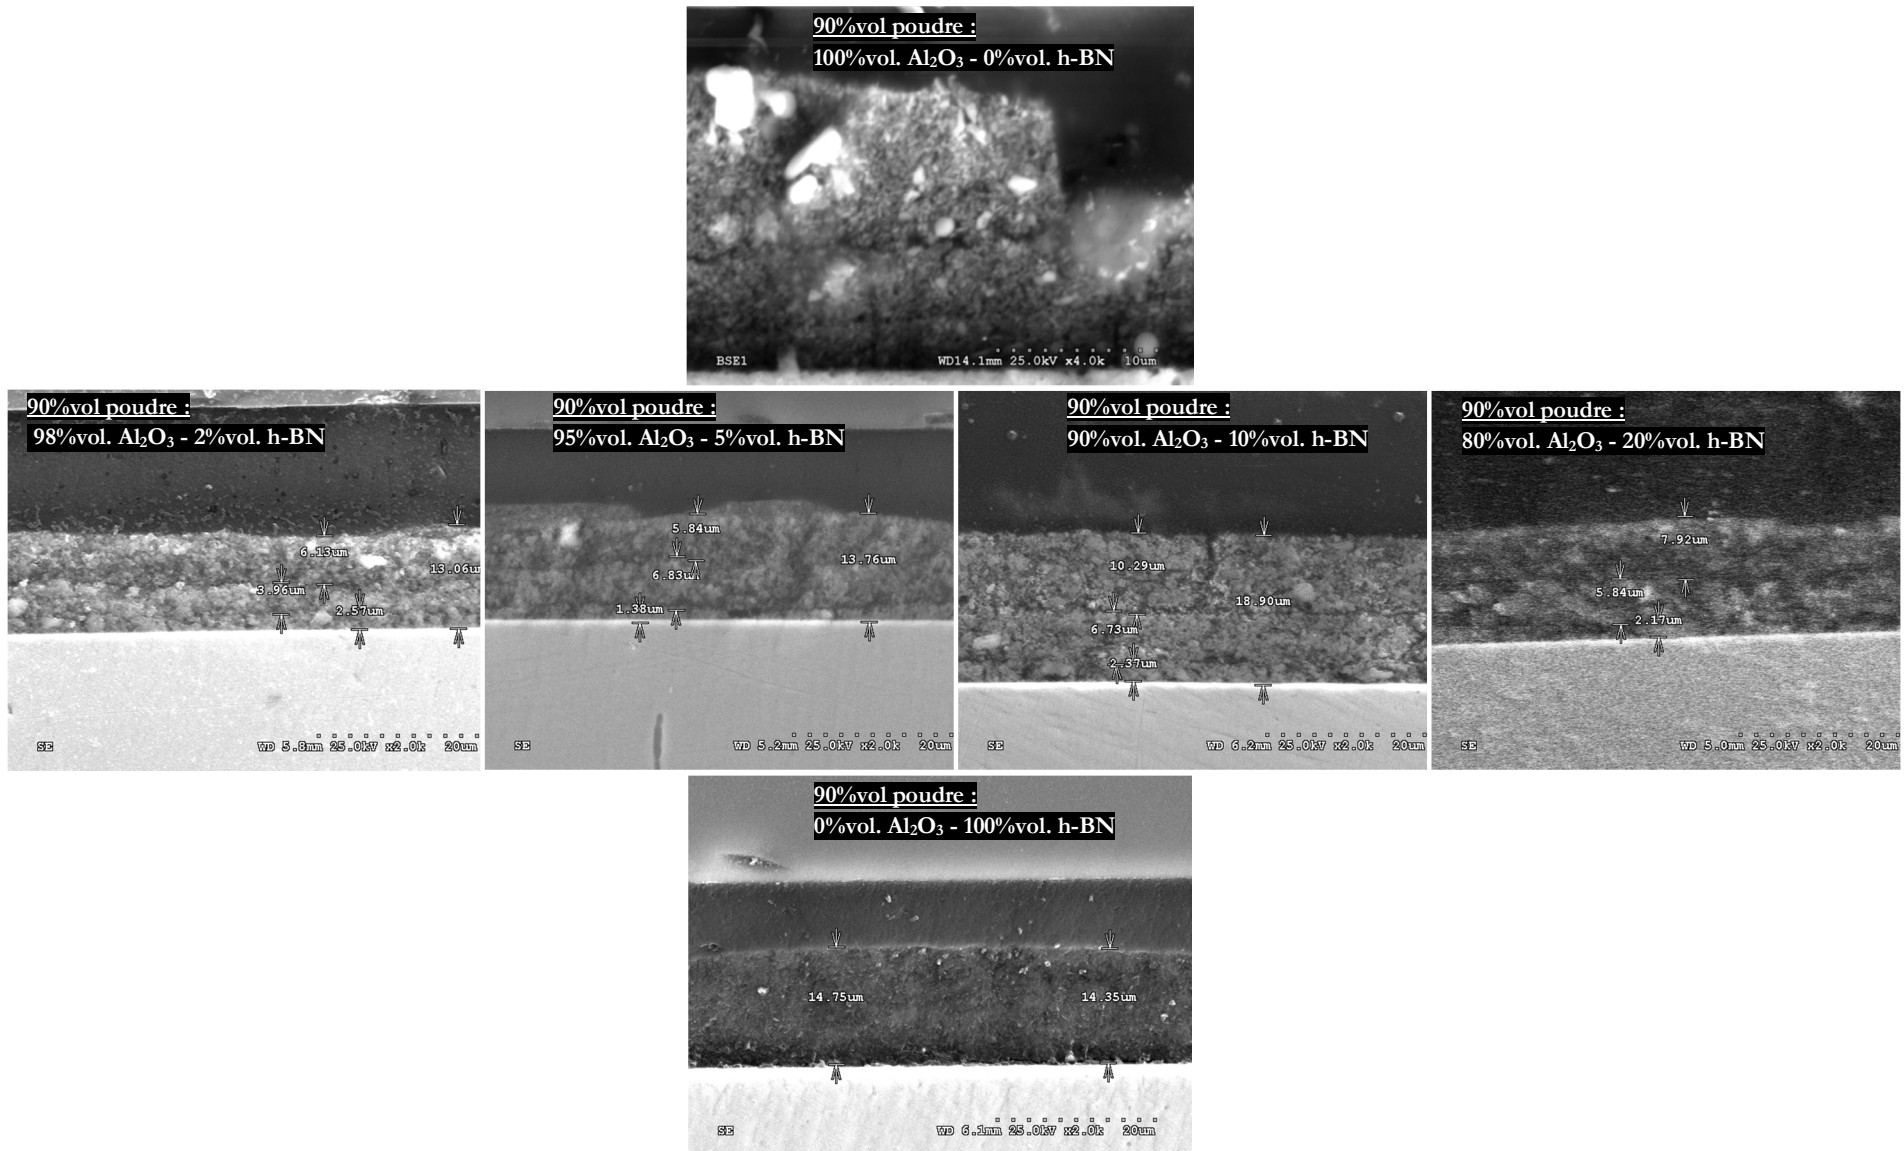 90%vol poudre :
100%vol. Al₂O₃ - 0%vol. h-BN
BSE1 WD14.1mm 25.0kV x4.0k 10um
90%vol poudre :
98%vol. Al₂O₃ - 2%vol. h-BN
6.13um
13.06um
3.96um
2.57um
SE WD 5.8mm 25.0kV x2.0k 20um
90%vol poudre :
95%vol. Al₂O₃ - 5%vol. h-BN
5.84um
13.76um
6.83um
1.38um
SE WD 5.2mm 25.0kV x2.0k 20um
90%vol poudre :
90%vol. Al₂O₃ - 10%vol. h-BN
10.29um
18.90um
6.73um
2.37um
SE WD 6.2mm 25.0kV x2.0k 20um
90%vol poudre :
80%vol. Al₂O₃ - 20%vol. h-BN
7.92um
5.84um
2.17um
SE WD 5.0mm 25.0kV x2.0k 20um
90%vol poudre :
0%vol. Al₂O₃ - 100%vol. h-BN
14.75um 14.35um
SE WD 6.1mm 25.0kV x2.0k 20um